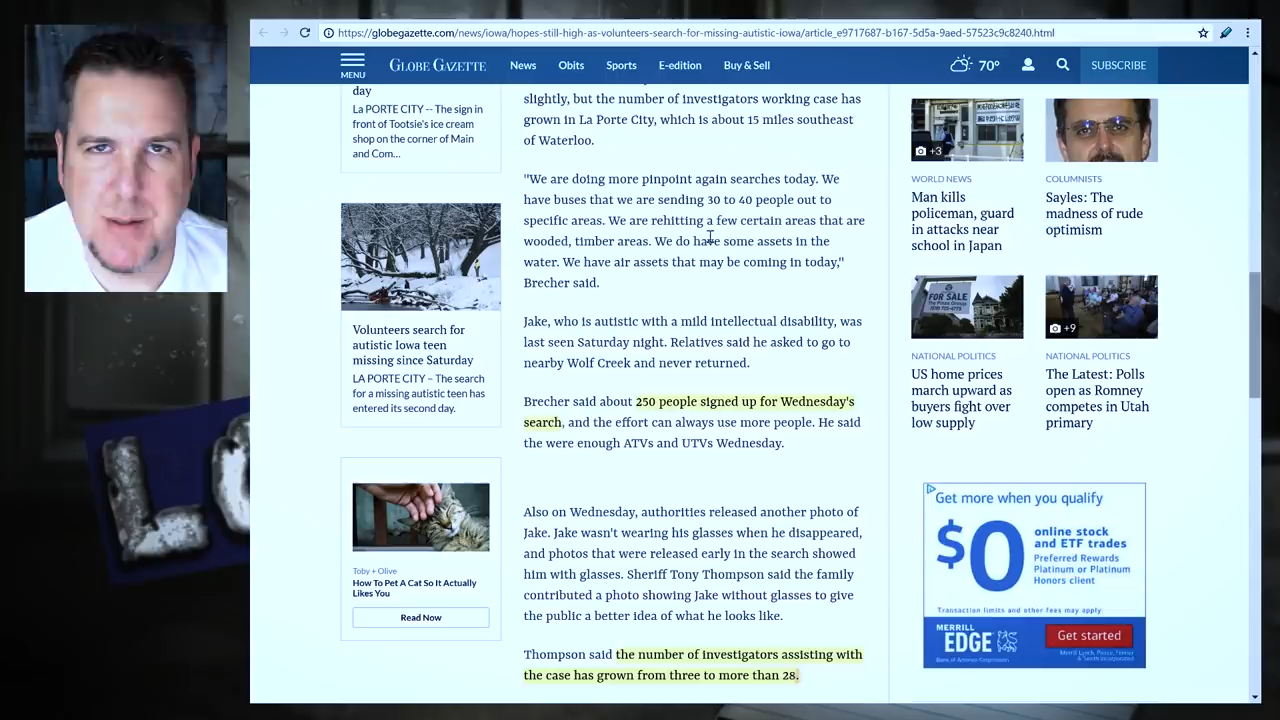 https://globegazette.com/news/iowa/hopes-still-high-as-volunteers-search-for-missing-autistic-iowa/article_e9717687-b167-5d5a-9aed-57523c9c8240.html
MENU
GLOBE GAZETTE
News
Obits
Sports
E-edition
Buy & Sell
70°
SUBSCRIBE
day
La PORTE CITY -- The sign in
front of Tootsie's ice cream
shop on the corner of Main
and Com…
Volunteers search for
autistic Iowa teen
missing since Saturday
LA PORTE CITY – The search
for a missing autistic teen has
entered its second day.
Toby + Olive
How To Pet A Cat So It Actually
Likes You
Read Now
slightly, but the number of investigators working case has
grown in La Porte City, which is about 15 miles southeast
of Waterloo.
"We are doing more pinpoint again searches today. We
have buses that we are sending 30 to 40 people out to
specific areas. We are rehitting a few certain areas that are
wooded, timber areas. We do have some assets in the
water. We have air assets that may be coming in today,"
Brecher said.
Jake, who is autistic with a mild intellectual disability, was
last seen Saturday night. Relatives said he asked to go to
nearby Wolf Creek and never returned.
Brecher said about 250 people signed up for Wednesday's
search, and the effort can always use more people. He said
the were enough ATVs and UTVs Wednesday.
Also on Wednesday, authorities released another photo of
Jake. Jake wasn't wearing his glasses when he disappeared,
and photos that were released early in the search showed
him with glasses. Sheriff Tony Thompson said the family
contributed a photo showing Jake without glasses to give
the public a better idea of what he looks like.
Thompson said the number of investigators assisting with
the case has grown from three to more than 28.
+3
WORLD NEWS
Man kills
policeman, guard
in attacks near
school in Japan
COLUMNISTS
Sayles: The
madness of rude
optimism
FOR SALE
NATIONAL POLITICS
US home prices
march upward as
buyers fight over
low supply
+9
NATIONAL POLITICS
The Latest: Polls
open as Romney
competes in Utah
primary
Get more when you qualify
$0
online stock
and ETF trades
Preferred Rewards
Platinum or Platinum
Honors client
Transaction limits and other fees may apply
MERRILL
EDGE
Bank of America Corporation
Get started